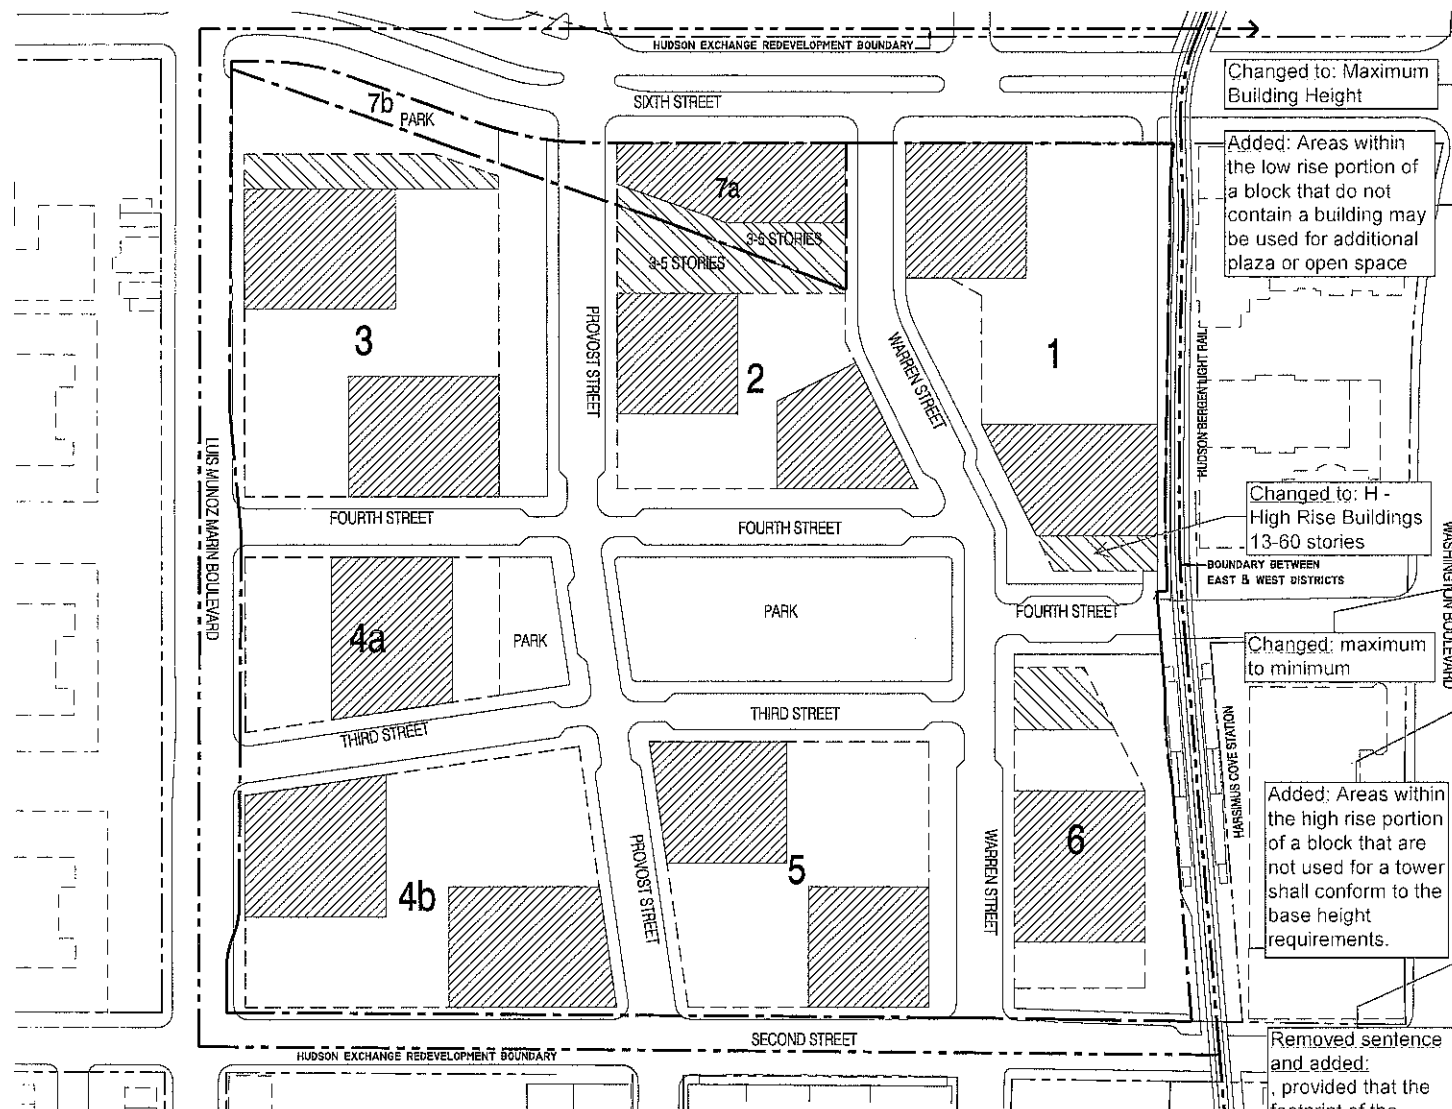 HUDSON EXCHANGE REDEVELOPMENT BOUNDARY
Changed to: Maximum
Building Height
7b
PARK
SIXTH STREET
Added: Areas within
the low rise portion of
a block that do not
contain a building may
be used for additional
plaza or open space
7a
3-5 STORIES
3-5 STORIES
3
PROVOST STREET
2
WARREN STREET
1
HUDSON BERGEN LIGHT RAIL
LUIS MUNOZ MARIN BOULEVARD
FOURTH STREET
FOURTH STREET
Changed to: H -
High Rise Buildings
13-60 stories
BOUNDARY BETWEEN
EAST & WEST DISTRICTS
WASHINGTON BOULEVARD
4a
PARK
PARK
FOURTH STREET
Changed: maximum
to minimum
THIRD STREET
THIRD STREET
HARSIMUS COVE STATION
Added: Areas within
the high rise portion
of a block that are
not used for a tower
shall conform to the
base height
requirements.
4b
PROVOST STREET
5
WARREN STREET
6
SECOND STREET
HUDSON EXCHANGE REDEVELOPMENT BOUNDARY
Removed sentence
and added:
, provided that the
footprint of the